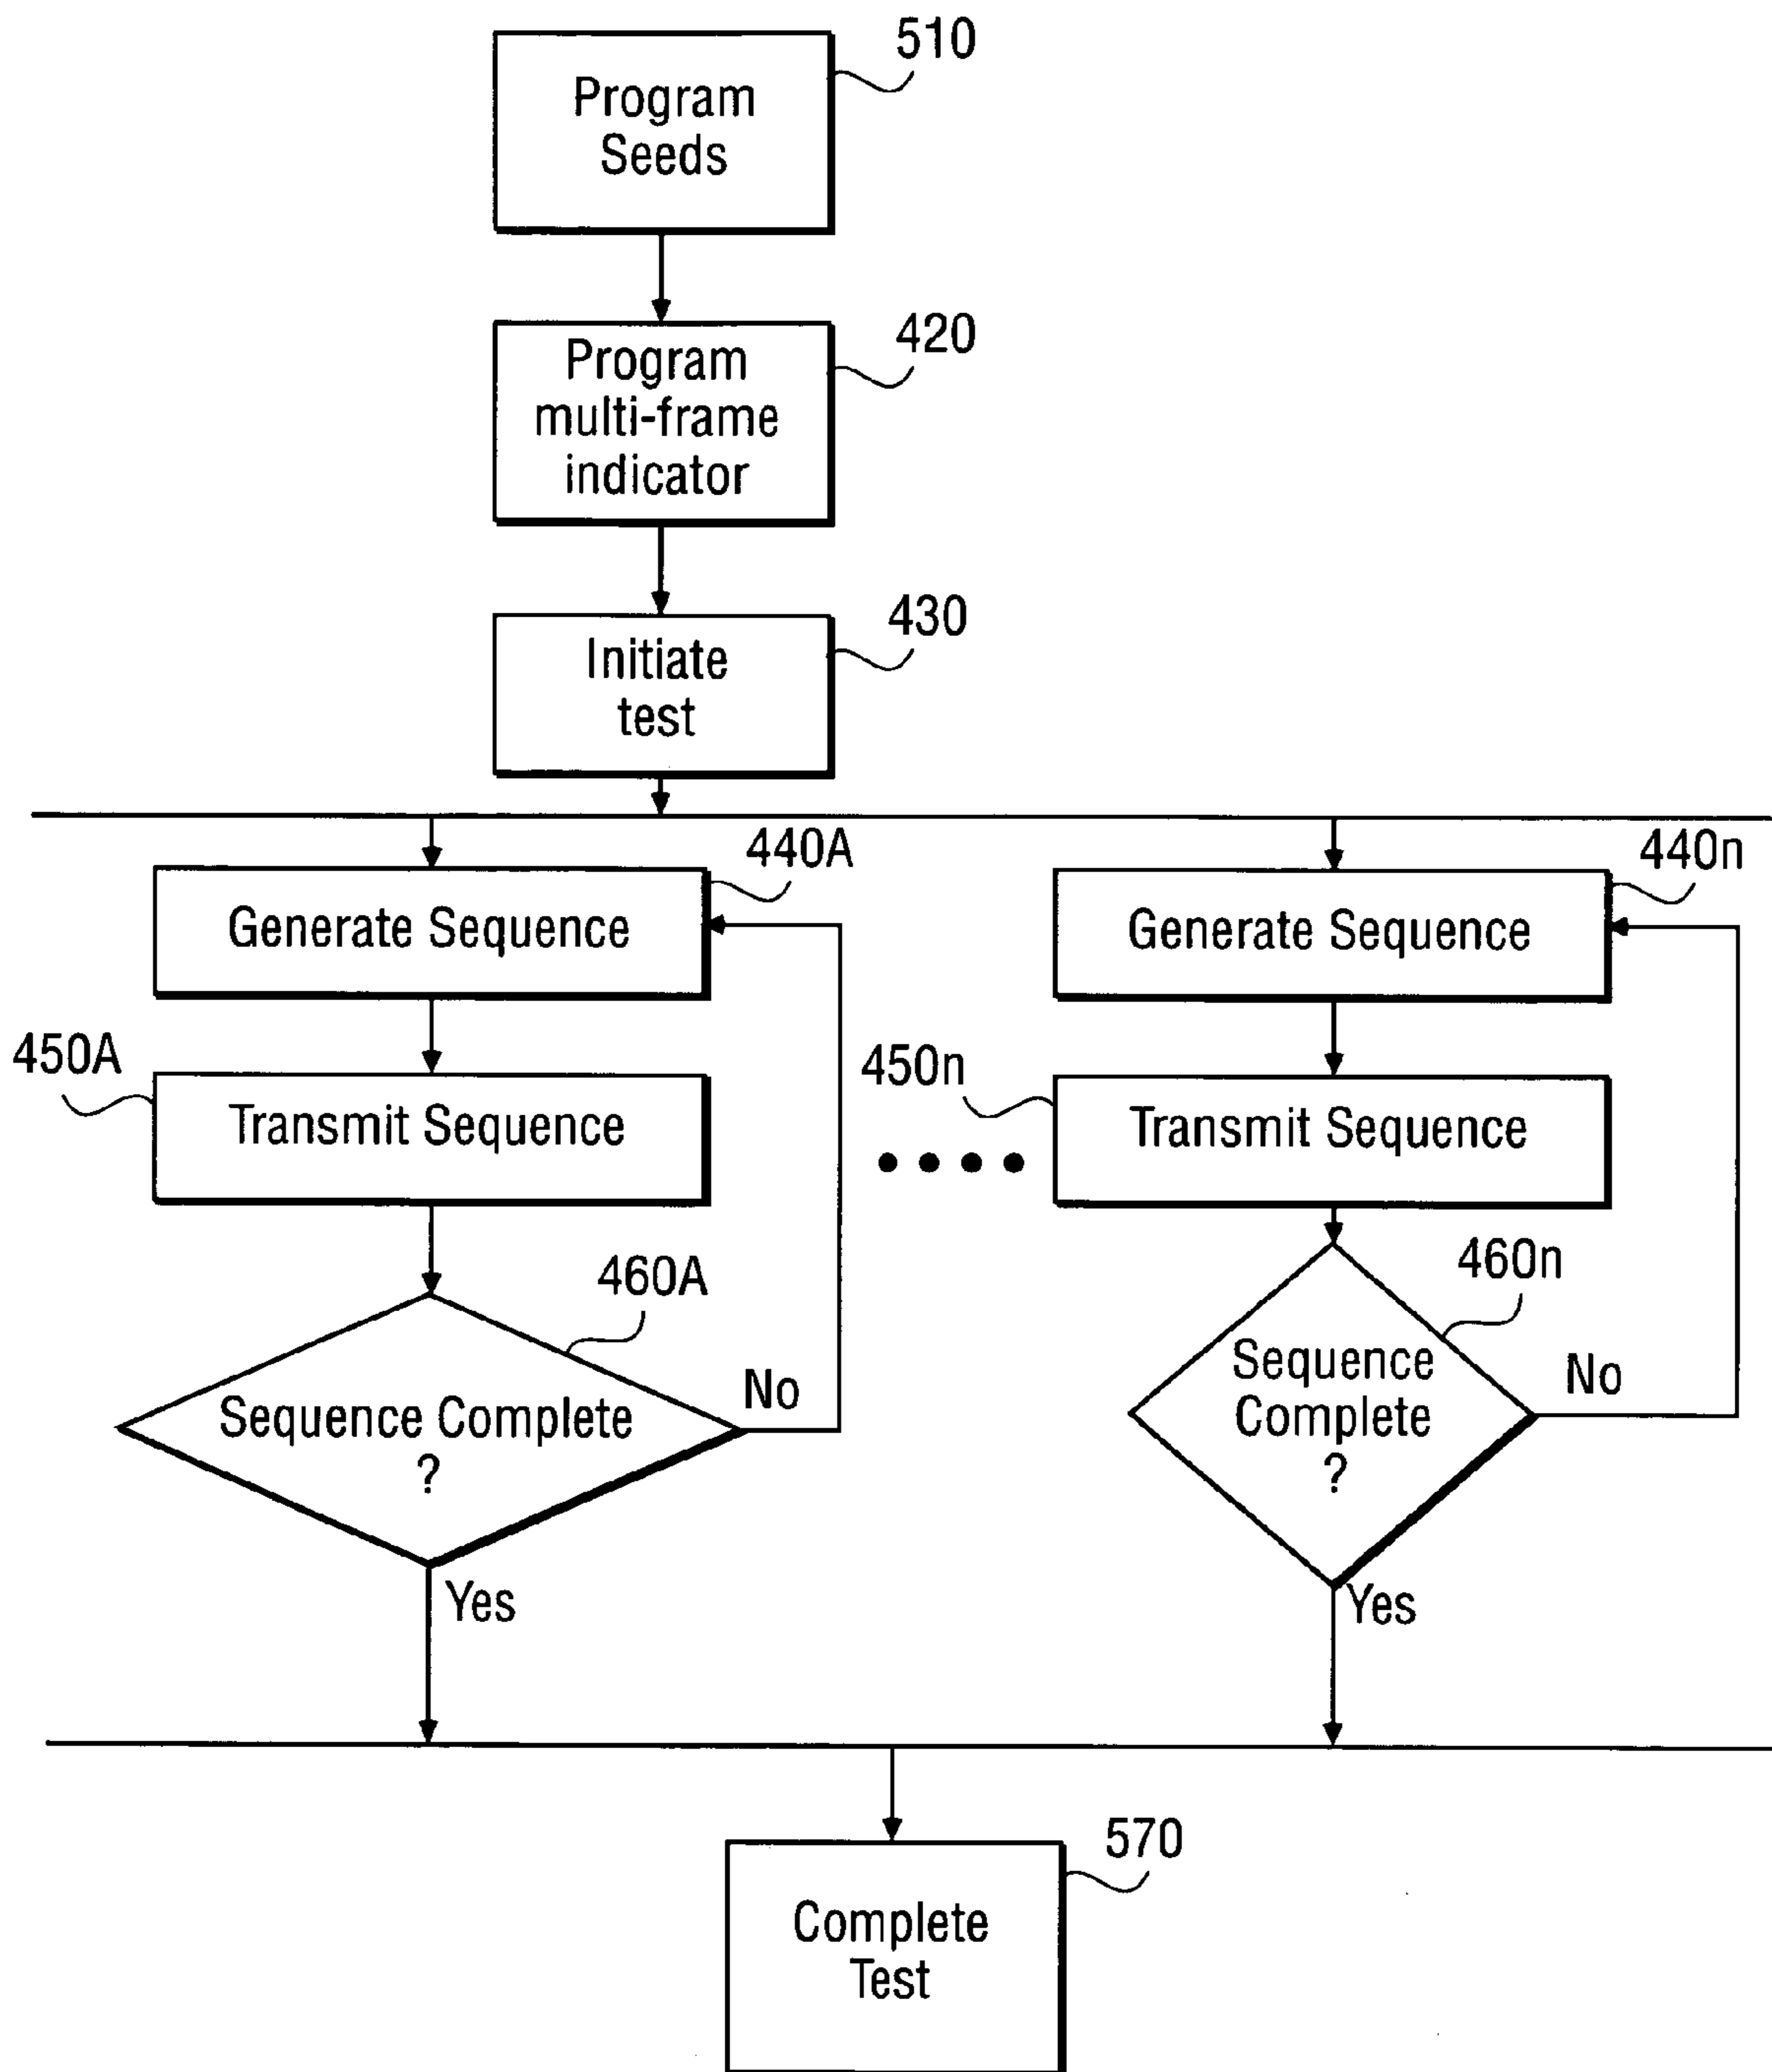 510
Program
Seeds
420
Program
multi-frame
indicator
430
Initiate
test
440A
Generate Sequence
440n
Generate Sequence
450A
Transmit Sequence
450n
Transmit Sequence
460A
Sequence Complete
?
No
Yes
460n
Sequence
Complete
?
No
Yes
570
Complete
Test